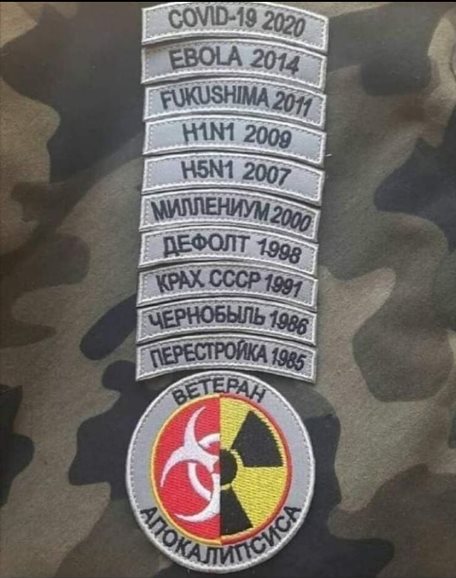 COVID-19 2020
EBOLA 2014
FUKUSHIMA 2011
H1N1 2009
H5N1 2007
МИЛЛЕНИУМ 2000
ДЕФОЛТ 1998
КРАХ СССР 1991
ЧЕРНОБЫЛЬ 1986
ПЕРЕСТРОЙКА 1985
ВЕТЕРАН
АПОКАЛИПСИСА